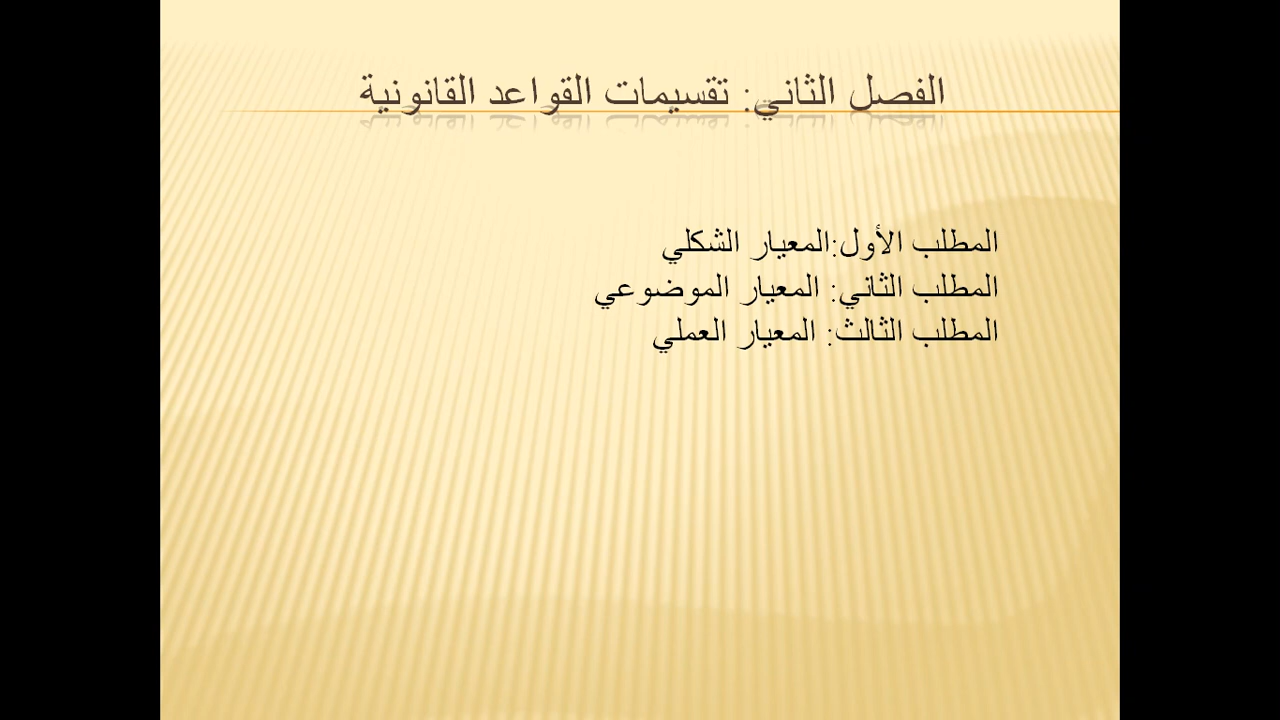 الفصل الثاني: تقسيمات القواعد القانونية
المطلب الأول:المعيار الشكلي
المطلب الثاني: المعيار الموضوعي
المطلب الثالث: المعيار العملي